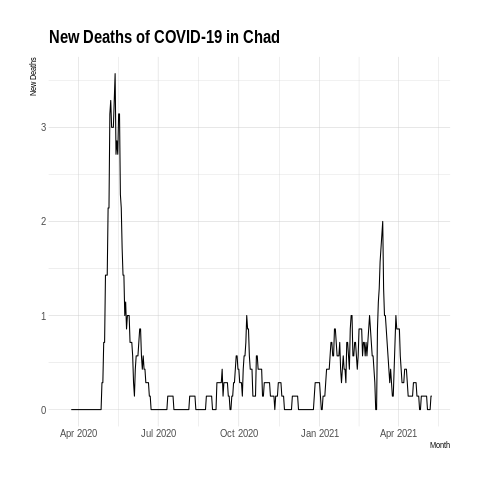 New Deaths of COVID-19 in Chad
New Deaths
3
2
1
0
Apr 2020 Jul 2020 Oct 2020 Jan 2021 Apr 2021
Month